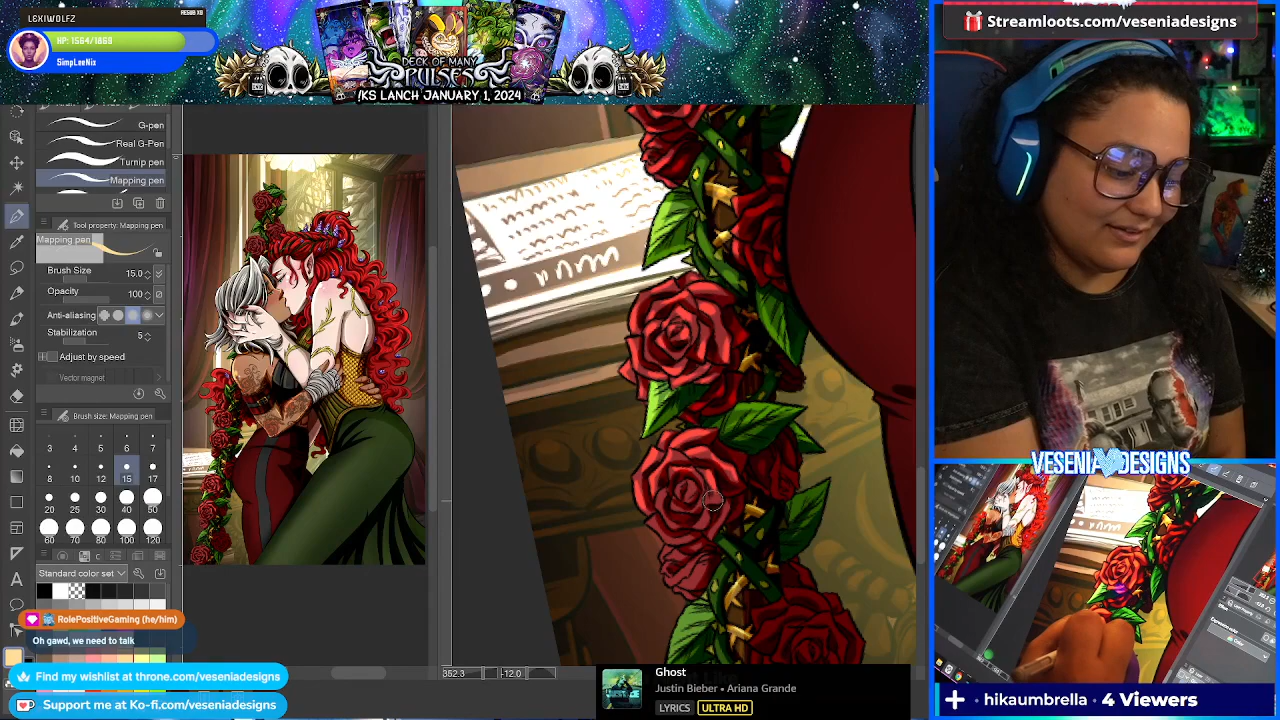 LEXIWOLFZ
HP: 1564/1869
SimpLeeNix
DECK OF MANY
PULSES
!KS LANCH JANUARY 1, 2024
Streamloots.com/veseniadesigns
G-pen
Real G-Pen
Turnip pen
Mapping pen
Tool property: Mapping pen
Mapping pen
Brush Size 15.0
Opacity 100
Anti-aliasing
Stabilization 5
Adjust by speed
Vector magnet
Brush size: Mapping pen
3 4 5 6 7
8 10 12 15 17
20 25 30 40 50
60 70 80 100 120
Standard color set
RolePositiveGaming (he/him)
Oh gawd, we need to talk
Find my wishlist at throne.com/veseniadesigns
Support me at Ko-fi.com/veseniadesigns
352.3 -12.0
Ghost
Justin Bieber • Ariana Grande
LYRICS ULTRA HD
VESENIA DESIGNS
hikaumbrella 4 Viewers